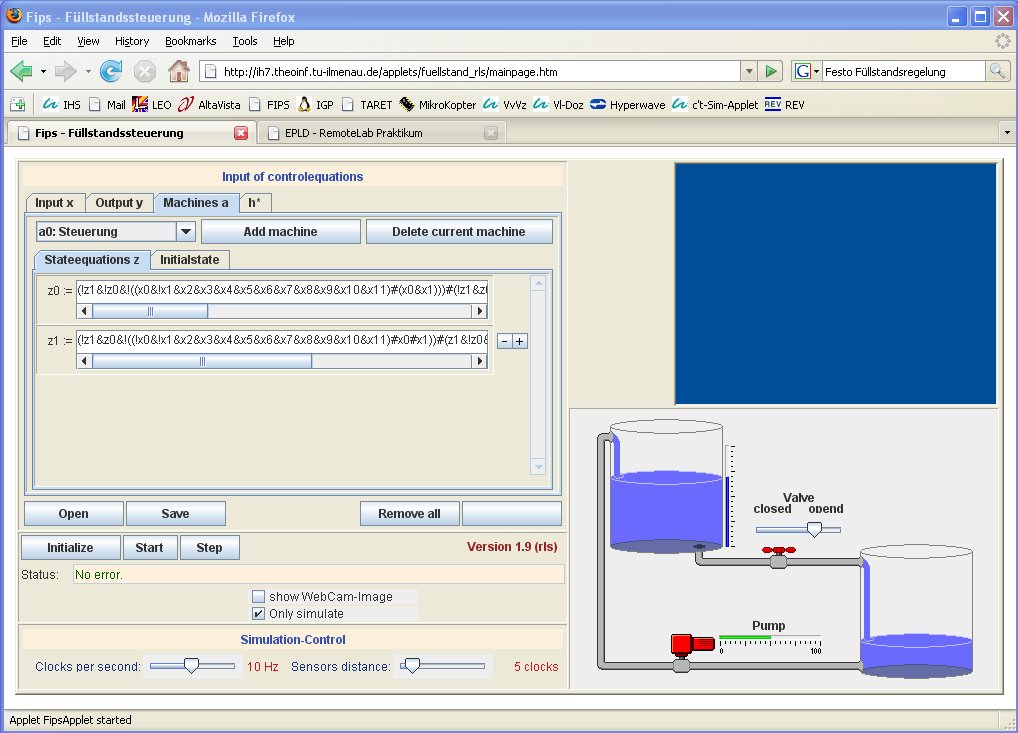 Fips - Füllstandssteuerung - Mozilla Firefox
File Edit View History Bookmarks Tools Help
http://ih7.theoinf.tu-ilmenau.de/applets/fuellstand_rls/mainpage.htm
G Festo Füllstandsregelung
IHS Mail LEO AltaVista FIPS IGP TARET MikroKopter VvVz Vl-Doz Hyperwave c't-Sim-Applet REV REV
Fips - Füllstandssteuerung EPLD - RemoteLab Praktikum
Input of controlequations
Input x Output y Machines a h*
a0: Steuerung Add machine Delete current machine
Stateequations z Initialstate
z0 := (!z1&!z0&!((x0&!x1&x2&x3&x4&x5&x6&x7&x8&x9&x10&x11)#(x0&x1)))#(!z1&z0
z1 := (!z1&z0&!((!x0&!x1&x2&x3&x4&x5&x6&x7&x8&x9&x10&x11)#x0#x1))#(z1&!z0& - +
Open Save Remove all
Initialize Start Step Version 1.9 (rls)
Status: No error.
show WebCam-Image
Only simulate
Simulation-Control
Clocks per second: 10 Hz Sensors distance: 5 clocks
Valve
closed opend
Pump
0 100
Applet FipsApplet started